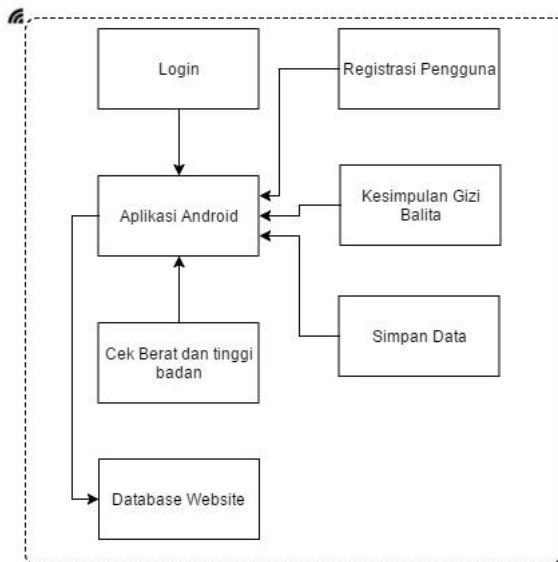 Login
Registrasi Pengguna
Aplikasi Android
Kesimpulan Gizi
Balita
Cek Berat dan tinggi
badan
Simpan Data
Database Website